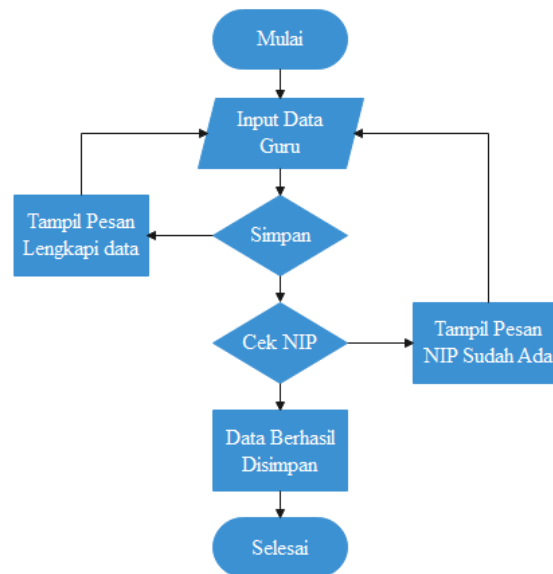 Mulai
Input Data
Guru
Tampil Pesan
Lengkapi data
Simpan
Cek NIP
Tampil Pesan
NIP Sudah Ada
Data Berhasil
Disimpan
Selesai